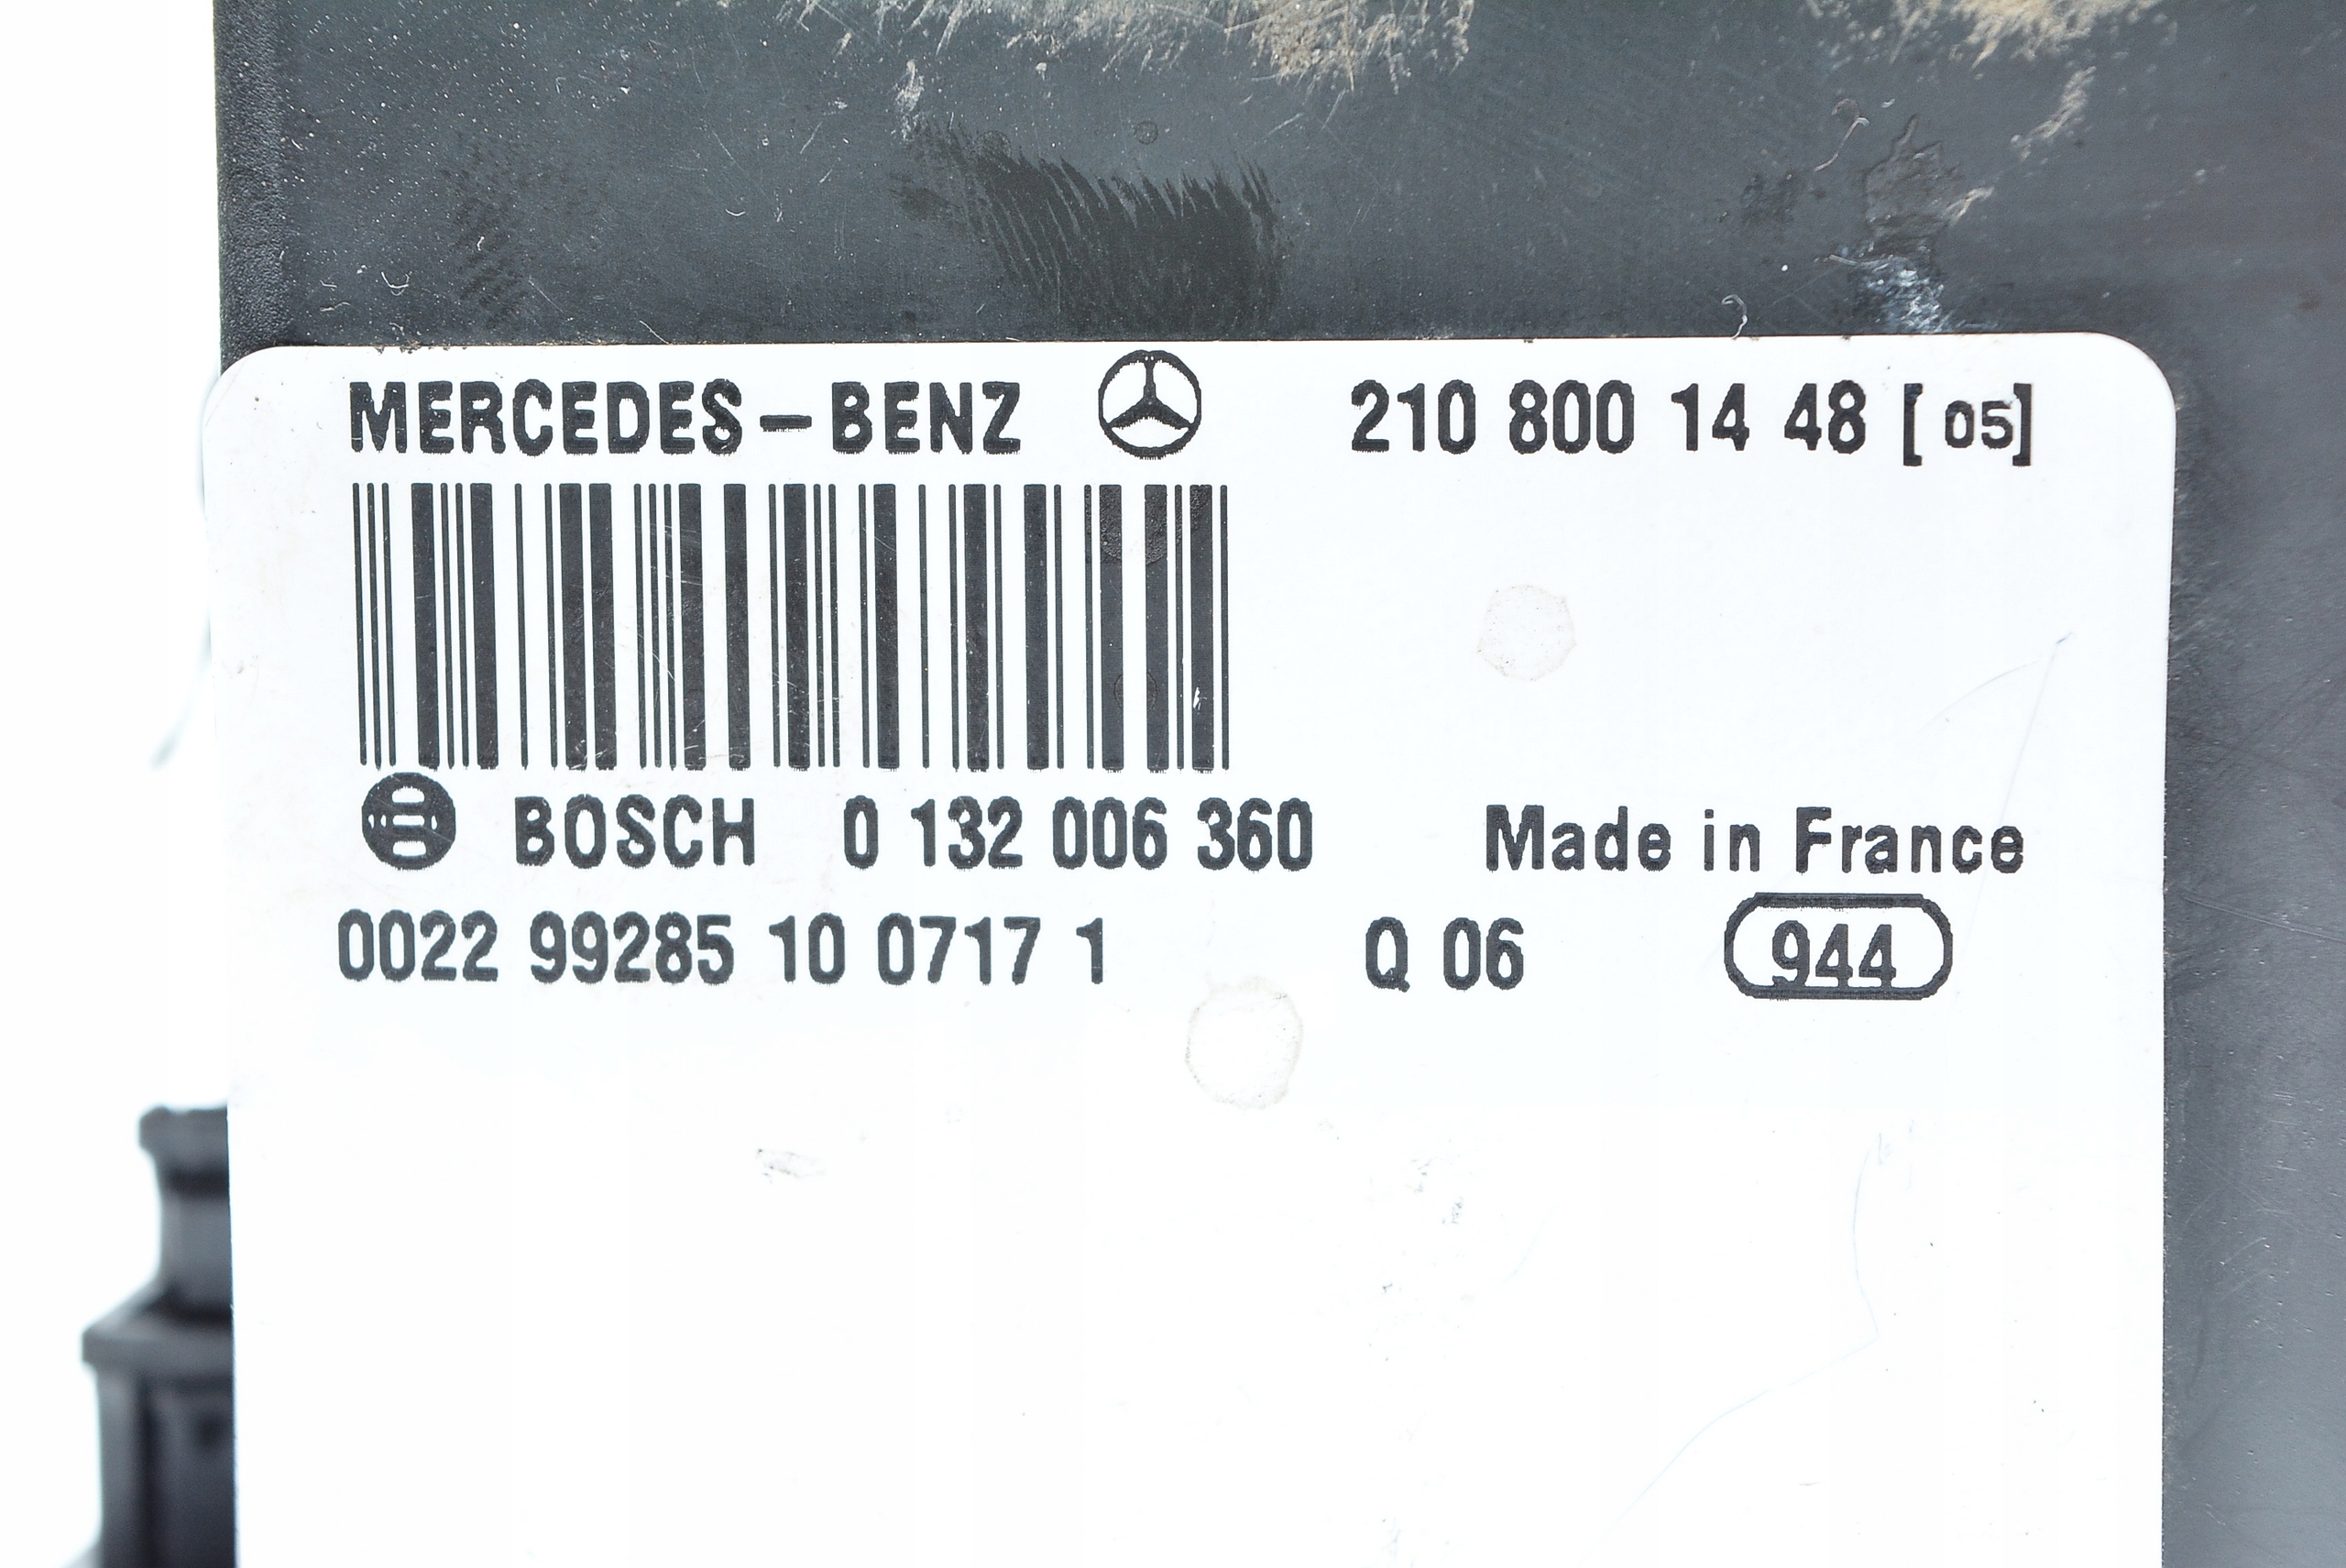 MERCEDES-BENZ 210 800 14 48 [05]
BOSCH 0 132 006 360 Made in France
0022 99285 10 0717 1 Q 06 944